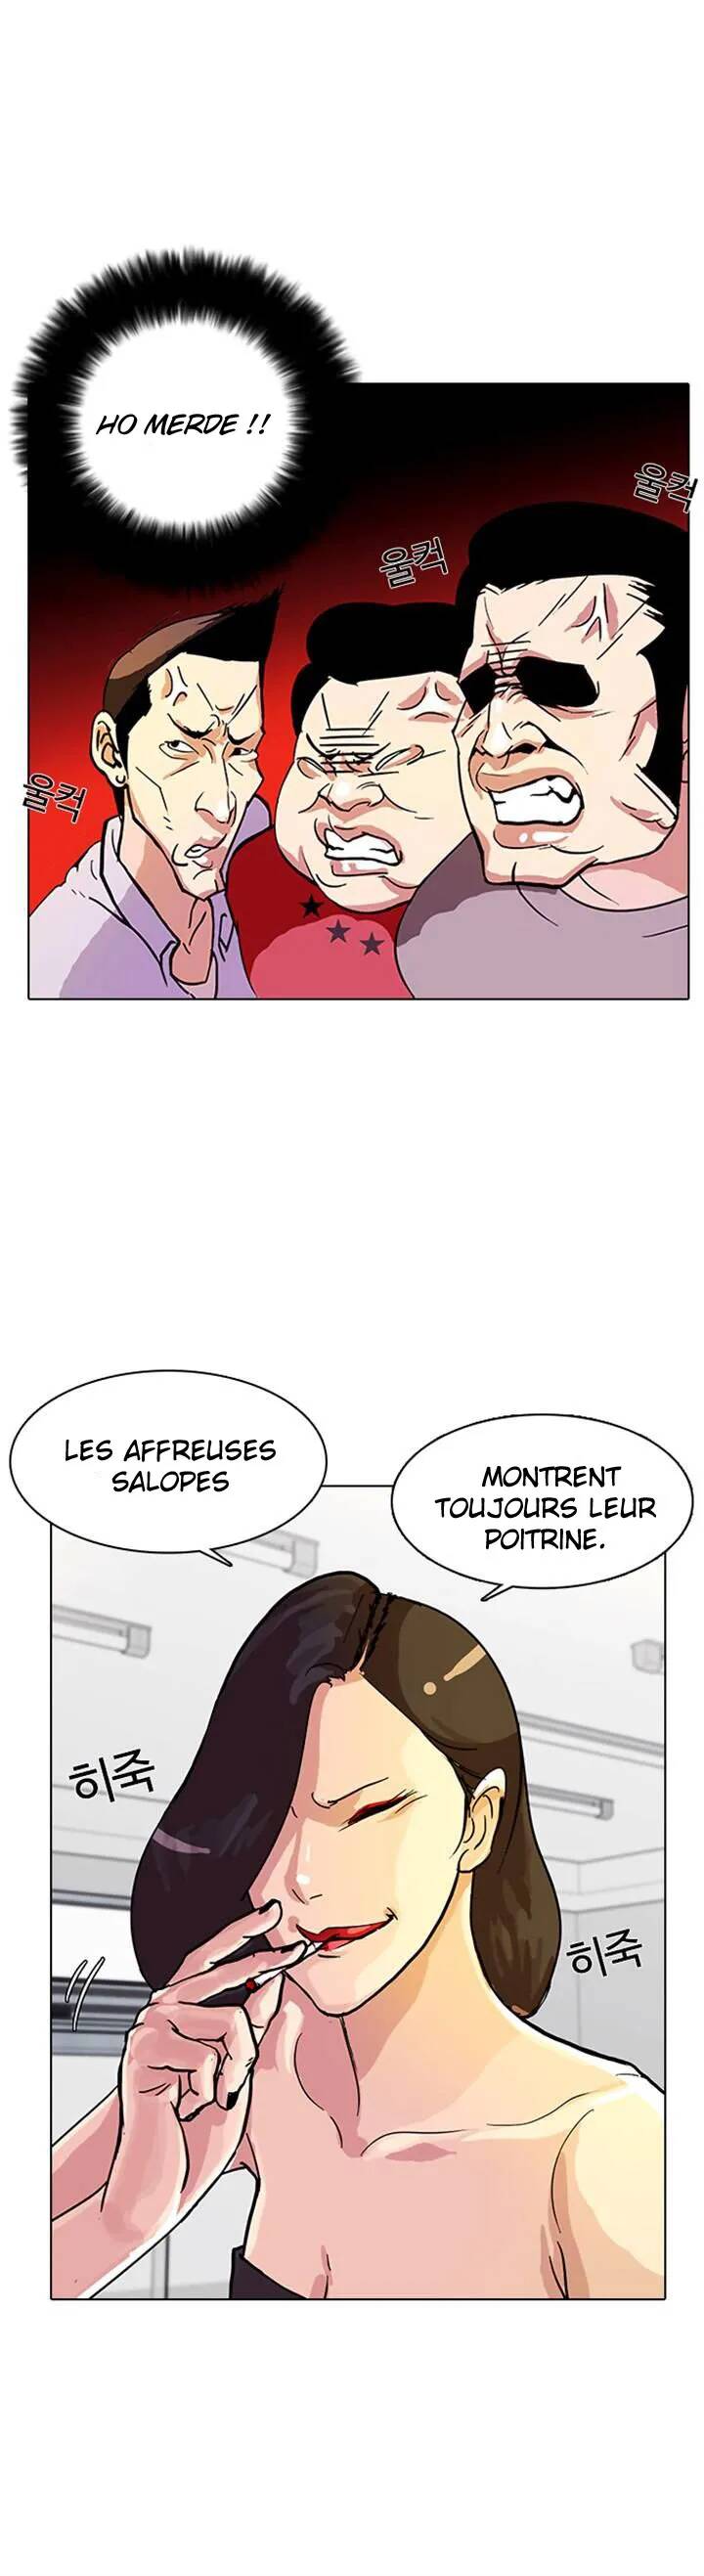 HO MERDE !!
울컥
울컥
울컥
LES AFFREUSES
SALOPES
MONTRENT
TOUJOURS LEUR
POITRINE.
히죽
히죽